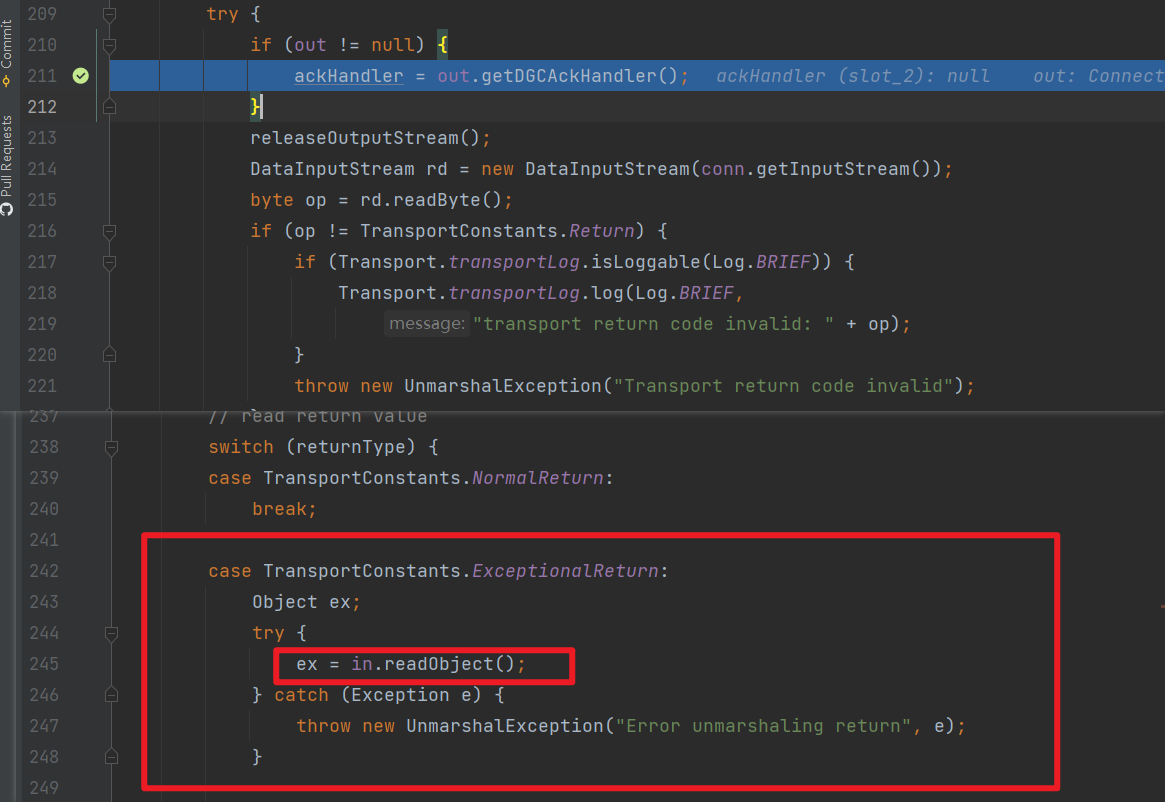 Commit
Pull Requests
209 try {
210 if (out != null) {
211 ackHandler = out.getDGCAckHandler(); ackHandler (slot_2): null out: Connect
212 }
213 releaseOutputStream();
214 DataInputStream rd = new DataInputStream(conn.getInputStream());
215 byte op = rd.readByte();
216 if (op != TransportConstants.Return) {
217 if (Transport.transportLog.isLoggable(Log.BRIEF)) {
218 Transport.transportLog.log(Log.BRIEF,
219 message: "transport return code invalid: " + op);
220 }
221 throw new UnmarshalException("Transport return code invalid");
237 // read return value
238 switch (returnType) {
239 case TransportConstants.NormalReturn:
240 break;
241
242 case TransportConstants.ExceptionalReturn:
243 Object ex;
244 try {
245 ex = in.readObject();
246 } catch (Exception e) {
247 throw new UnmarshalException("Error unmarshaling return", e);
248 }
249